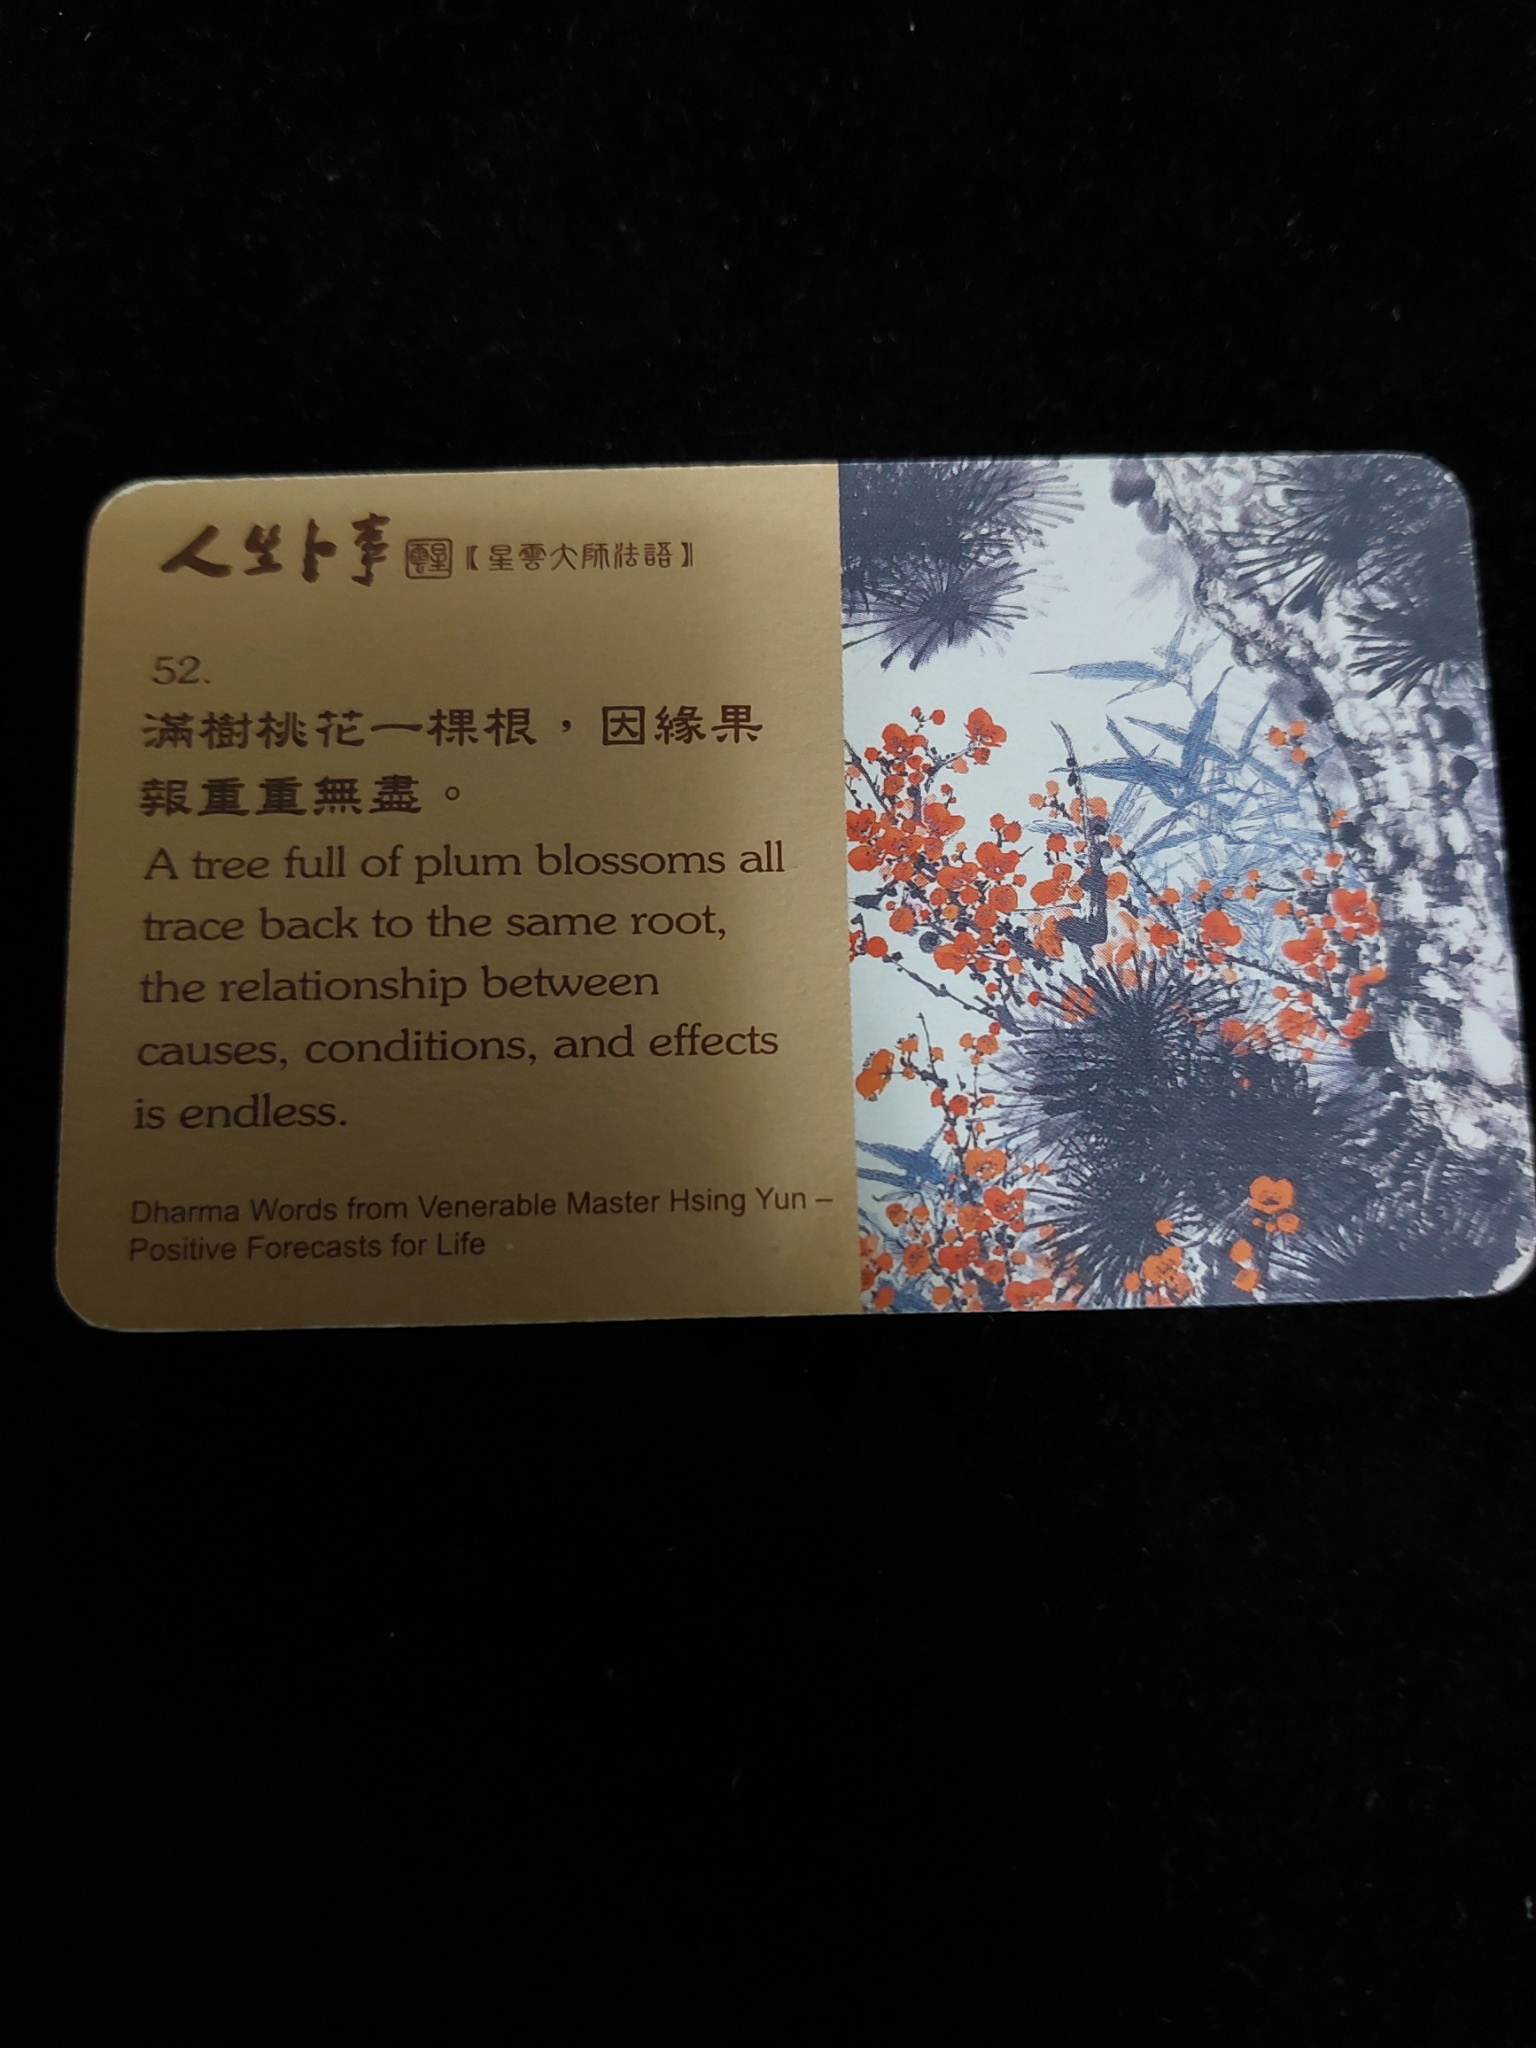 人生卜事 星雲 【星雲大師法語】
52.
滿樹桃花一棵根，因緣果
報重重無盡。
A tree full of plum blossoms all
trace back to the same root,
the relationship between
causes, conditions, and effects
is endless.
Dharma Words from Venerable Master Hsing Yun –
Positive Forecasts for Life